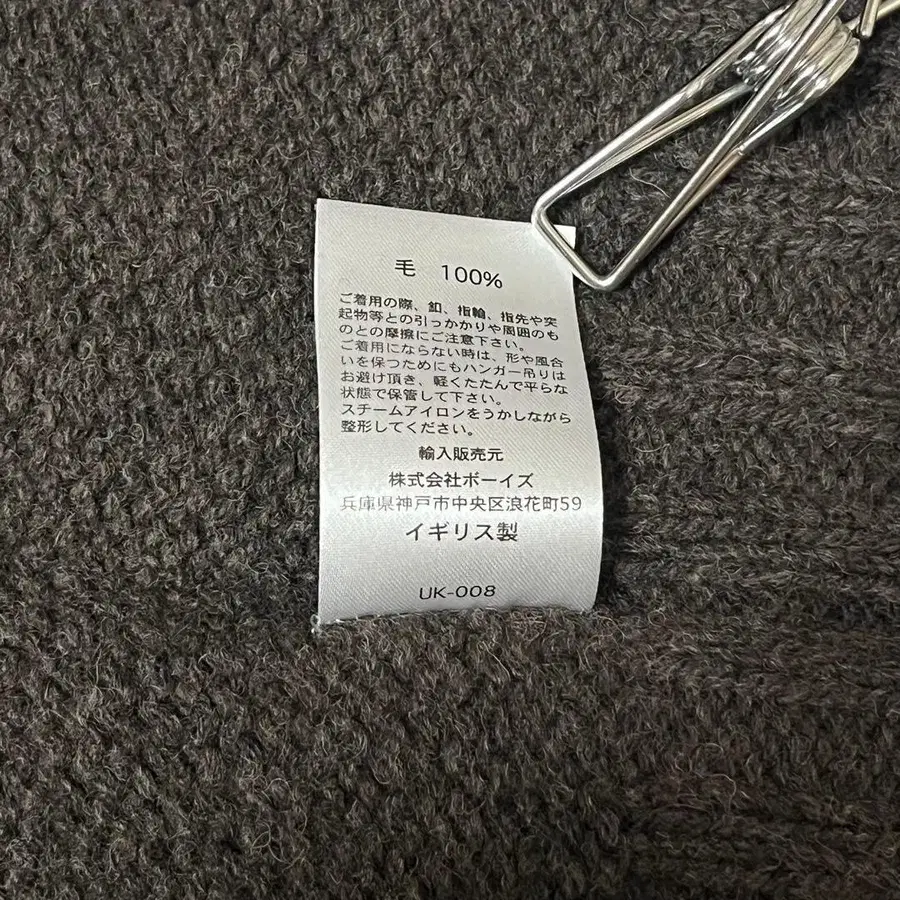 毛 100%
ご着用の際、釦、指輪、指先や突
起物等との引っかかりや周囲のも
のとの摩擦にご注意下さい。
ご着用にならない時は、形や風合
いを保つためにもハンガー吊りは
お避け頂き、軽くたたんで平らな
状態で保管して下さい。
スチームアイロンをうかしながら
整形してください。
輸入販売元
株式会社ボーイズ
兵庫県神戸市中央区浪花町59
イギリス製
UK-008